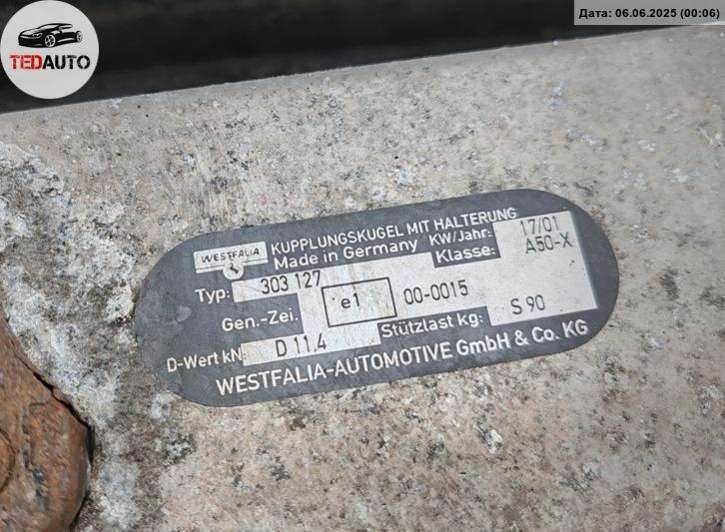 TEDAUTO
Дата: 06.06.2025 (00:06)
WESTFALIA KUPPLUNGSKUGEL MIT HALTERUNG
Made in Germany KW/Jahr: 17/01
Typ: 303 127 Klasse: A50-X
Gen.-Zei. e1 00-0015
D-Wert kN: D 11.4 Stützlast kg: S 90
WESTFALIA-AUTOMOTIVE GmbH & Co. KG